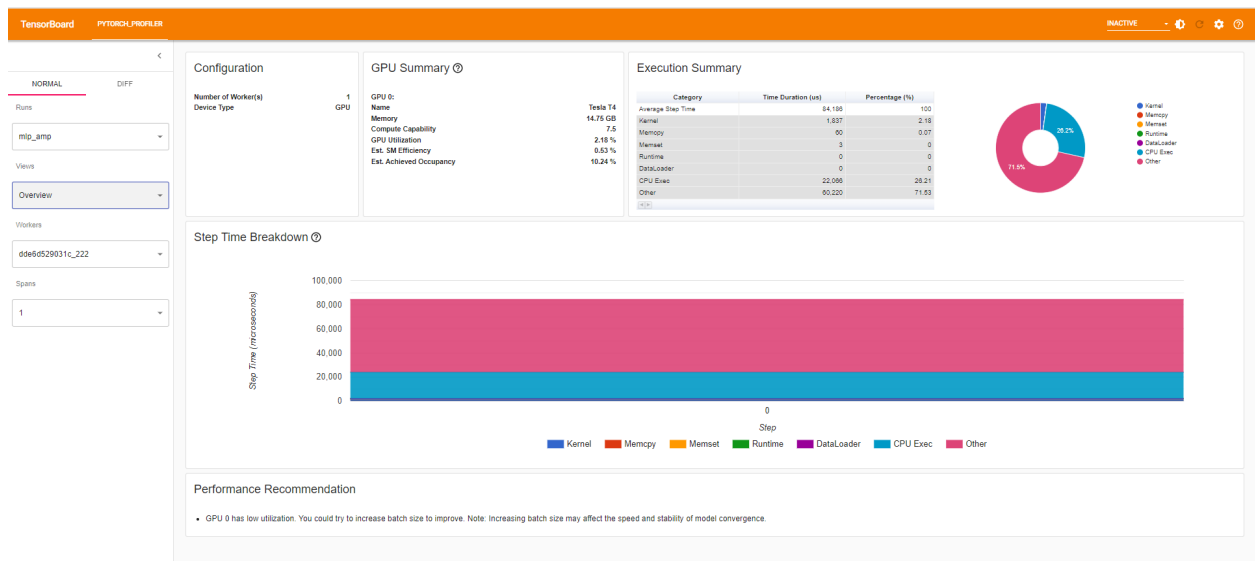 TensorBoard PYTORCH_PROFILER INACTIVE
NORMAL DIFF
Runs
mlp_amp
Views
Overview
Workers
dde6d529031c_222
Spans
1
Configuration
Number of Worker(s) 1
Device Type GPU
GPU Summary
GPU 0:
Name Tesla T4
Memory 14.75 GB
Compute Capability 7.5
GPU Utilization 2.18 %
Est. SM Efficiency 0.53 %
Est. Achieved Occupancy 10.24 %
Execution Summary
Category Time Duration (us) Percentage (%)
Average Step Time 84,186 100
Kernel 1,837 2.18
Memcpy 60 0.07
Memset 3 0
Runtime 0 0
DataLoader 0 0
CPU Exec 22,066 26.21
Other 60,220 71.53
26.2%
71.5%
Kernel
Memcpy
Memset
Runtime
DataLoader
CPU Exec
Other
Step Time Breakdown
Step Time (microseconds)
100,000
80,000
60,000
40,000
20,000
0
0
Step
Kernel Memcpy Memset Runtime DataLoader CPU Exec Other
Performance Recommendation
• GPU 0 has low utilization. You could try to increase batch size to improve. Note: Increasing batch size may affect the speed and stability of model convergence.